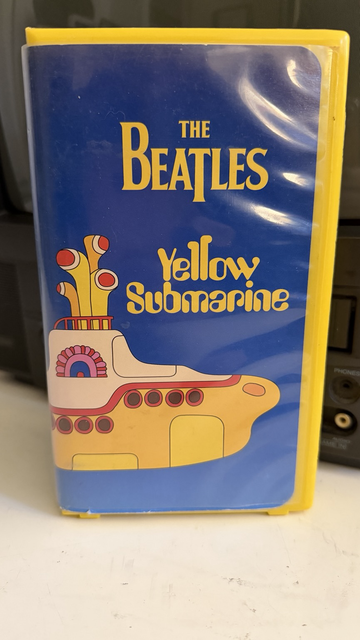 THE
BEATLES
Yellow
Submarine